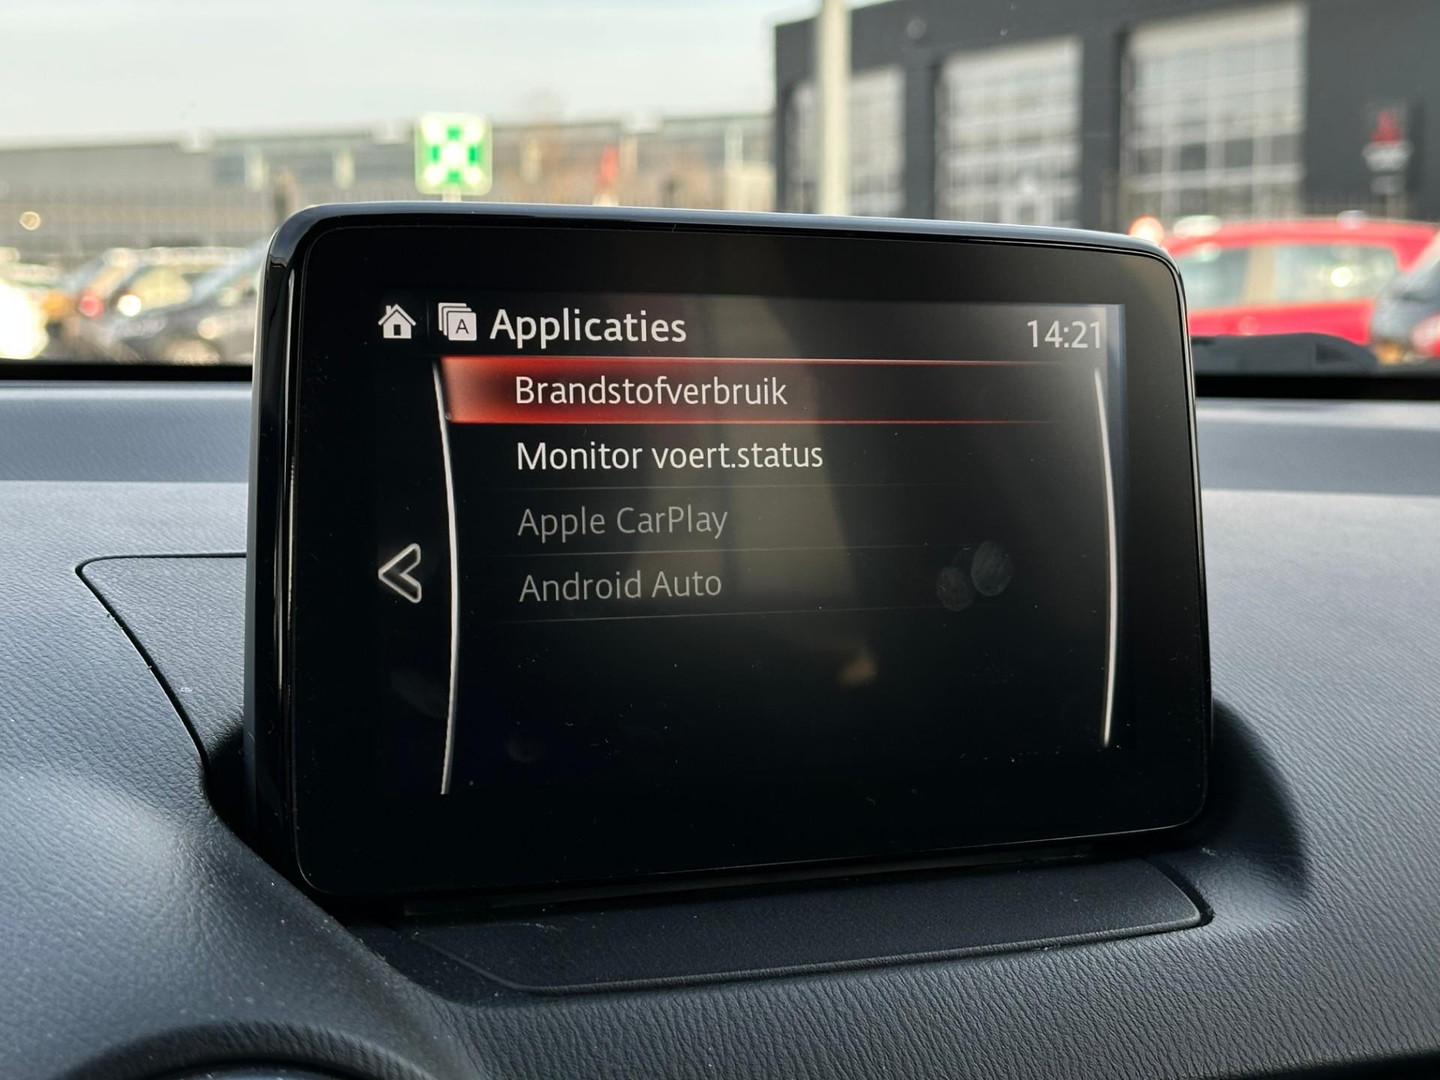 A Applicaties 14:21
Brandstofverbruik
Monitor voert.status
Apple CarPlay
Android Auto